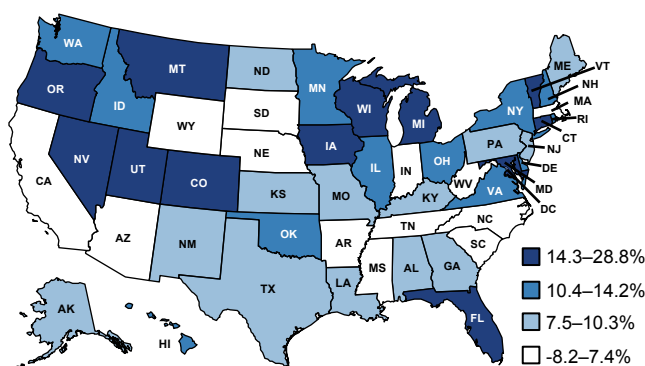 WA
MT
ND
MN
OR
ID
SD
WI
MI
NY
ME
VT
NH
MA
RI
CT
NJ
DE
MD
DC
WY
NE
IA
IL
IN
OH
PA
NV
UT
CO
CA
KS
MO
KY
WV
VA
AZ
NM
OK
AR
TN
NC
SC
MS
AL
GA
TX
LA
FL
AK
HI
14.3–28.8%
10.4–14.2%
7.5–10.3%
-8.2–7.4%